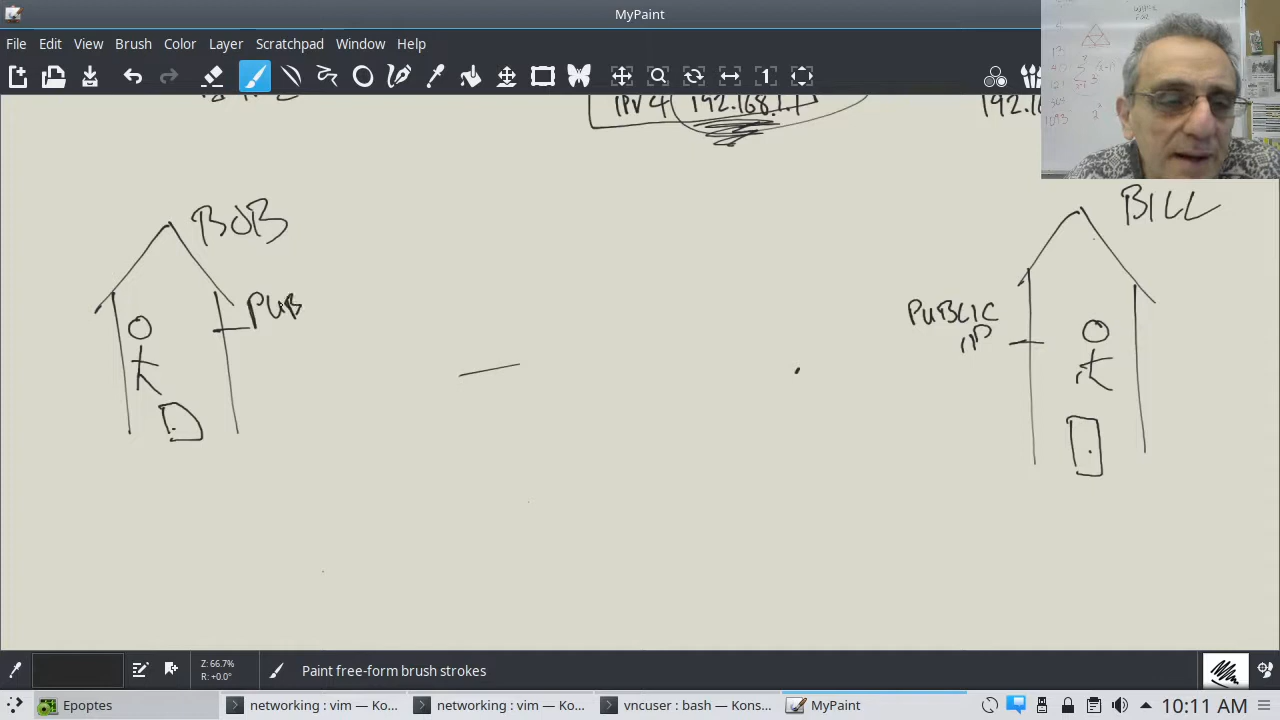 MyPaint
File Edit View Brush Color Layer Scratchpad Window Help
IPV4 192.168.1.1
BOB
BILL
PUB
PUBLIC
IP
Z: 66.7%
R: +0.0°
Paint free-form brush strokes
Epoptes
networking : vim — Ko...
networking : vim — Ko...
vncuser : bash — Kons...
MyPaint
10:11 AM